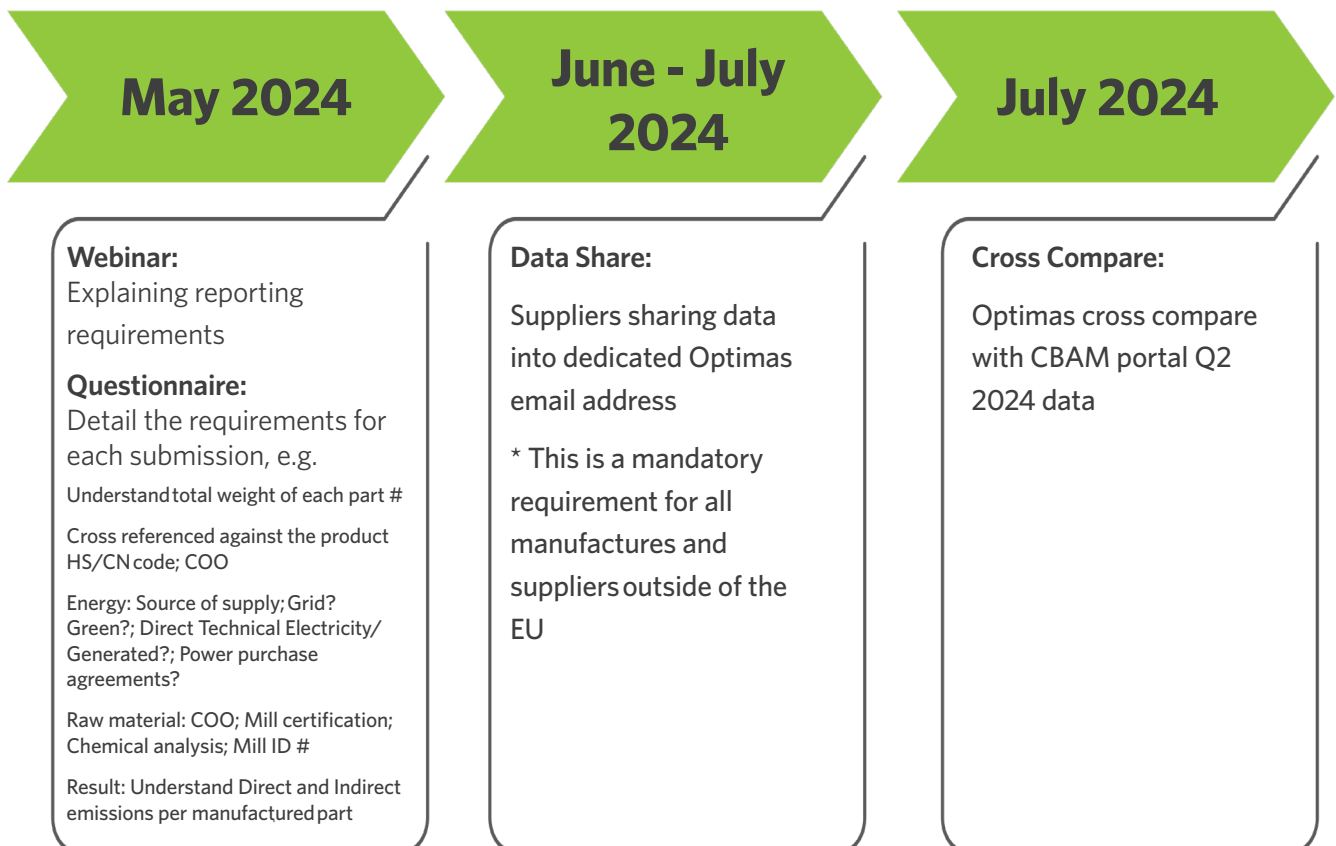 May 2024
June - July
2024
July 2024
Webinar:
Explaining reporting
requirements
Questionnaire:
Detail the requirements for
each submission, e.g.
Understand total weight of each part #
Cross referenced against the product
HS/CN code; COO
Energy: Source of supply; Grid?
Green?; Direct Technical Electricity/
Generated?; Power purchase
agreements?
Raw material: COO; Mill certification;
Chemical analysis; Mill ID #
Result: Understand Direct and Indirect
emissions per manufactured part
Data Share:
Suppliers sharing data
into dedicated Optimas
email address
* This is a mandatory
requirement for all
manufactures and
suppliers outside of the
EU
Cross Compare:
Optimas cross compare
with CBAM portal Q2
2024 data